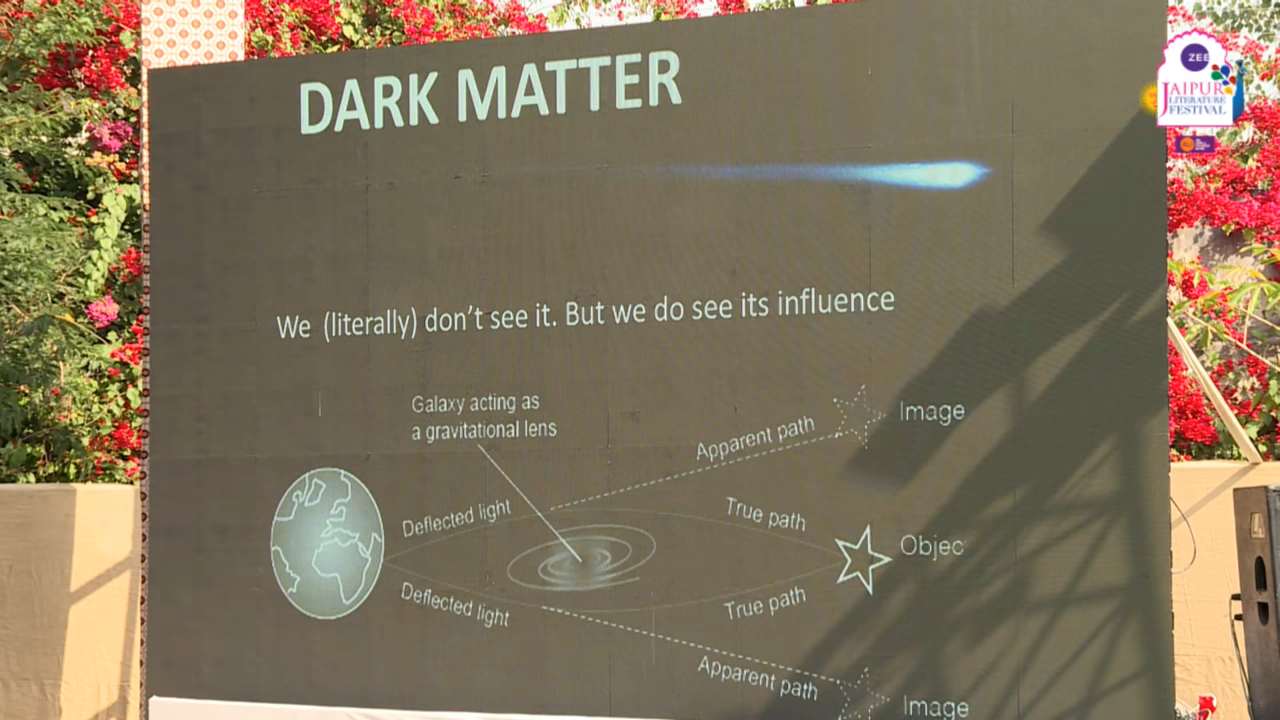 DARK MATTER
We (literally) don't see it. But we do see its influence
Galaxy acting as
a gravitational lens
Apparent path
Image
Deflected light
True path
Objec
Deflected light
True path
Apparent path
Image
ZEE
JAIPUR
LITERATURE
FESTIVAL